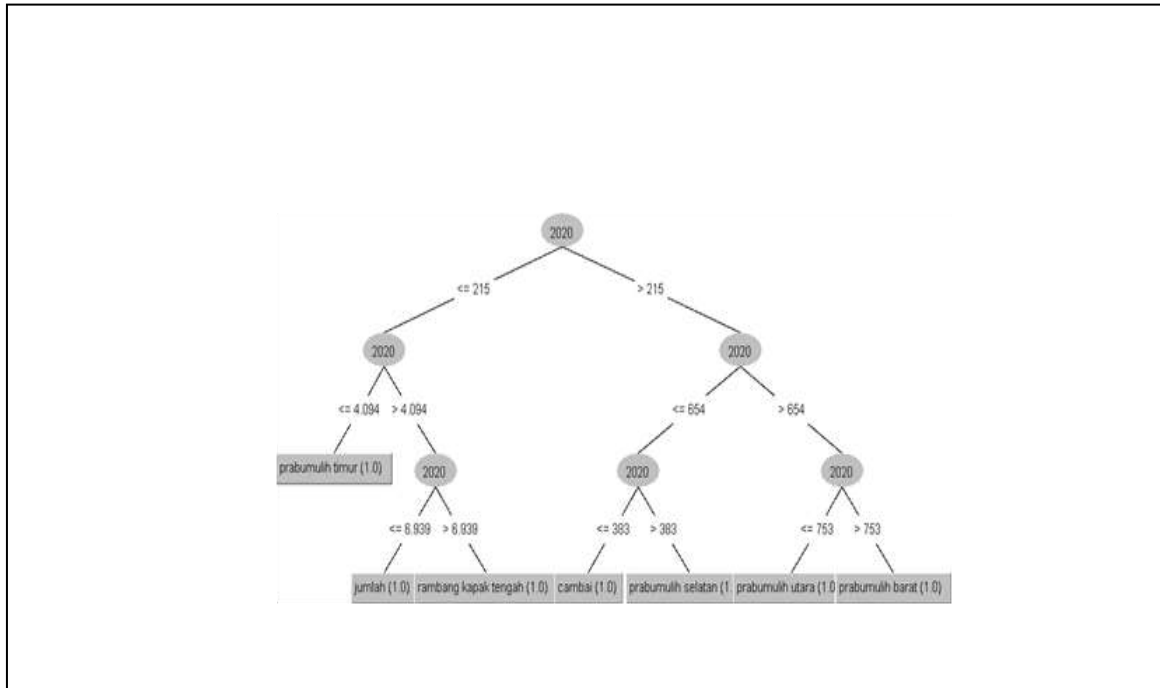 2020
<= 215 > 215
2020 2020
<= 4.094 > 4.094 <= 654 > 654
prabumulih timur (1.0) 2020 2020 2020
<= 6.939 > 6.939 <= 383 > 383 <= 753 > 753
jumlah (1.0) rambang kapak tengah (1.0) cambai (1.0) prabumulih selatan (1. prabumulih utara (1.0 prabumulih barat (1.0)